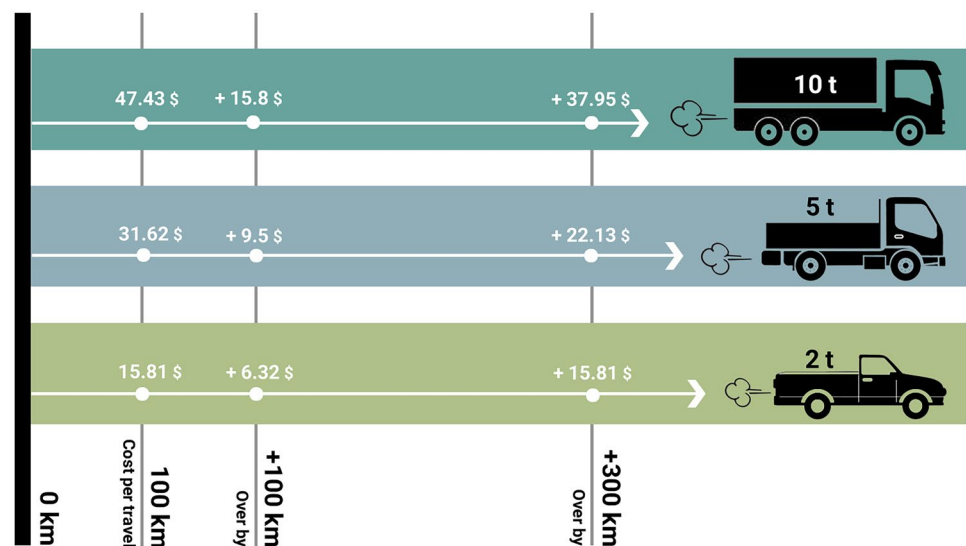 47.43 $ + 15.8 $ + 37.95 $ 10 t
31.62 $ + 9.5 $ + 22.13 $ 5 t
15.81 $ + 6.32 $ + 15.81 $ 2 t
0 km
Cost per travel
100 km
Over by
+100 km
Over by
+300 km